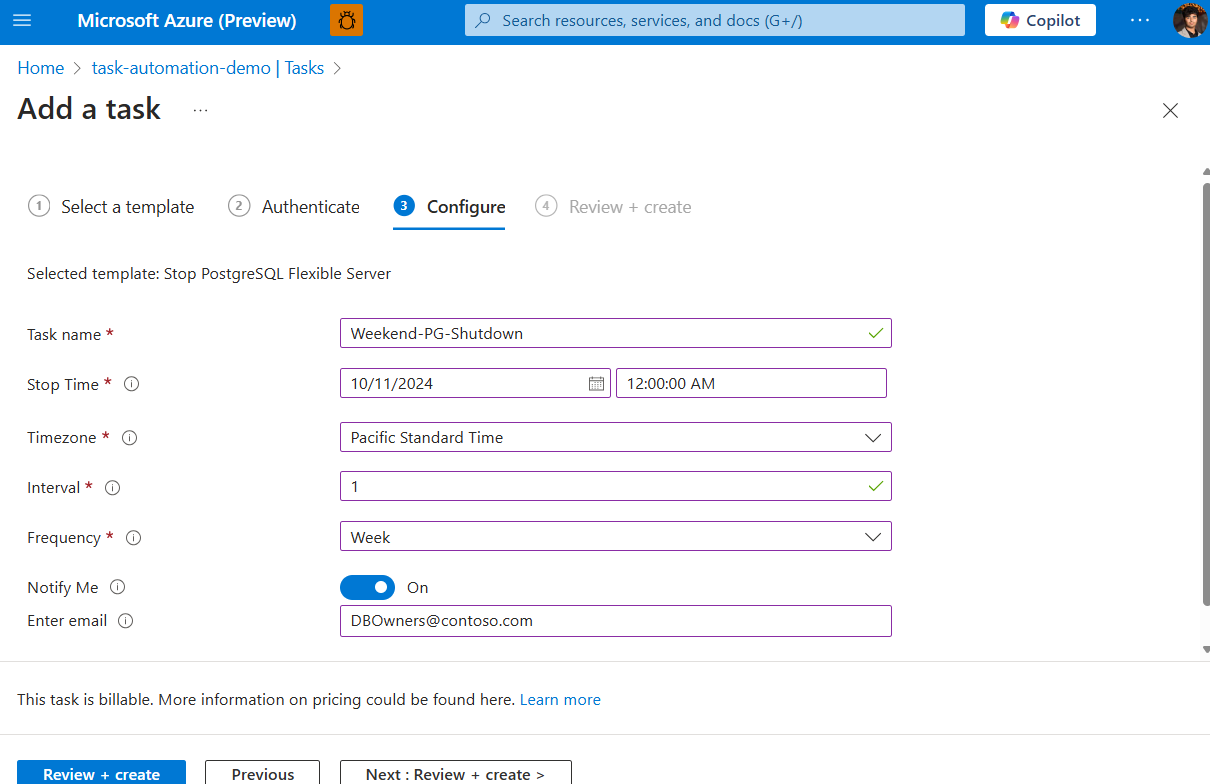 Microsoft Azure (Preview)
Search resources, services, and docs (G+/)
Copilot
Home > task-automation-demo | Tasks >
Add a task ...
1 Select a template 2 Authenticate 3 Configure 4 Review + create
Selected template: Stop PostgreSQL Flexible Server
Task name * Weekend-PG-Shutdown
Stop Time * 10/11/2024 12:00:00 AM
Timezone * Pacific Standard Time
Interval * 1
Frequency * Week
Notify Me On
Enter email DBOwners@contoso.com
This task is billable. More information on pricing could be found here. Learn more
Review + create Previous Next : Review + create >